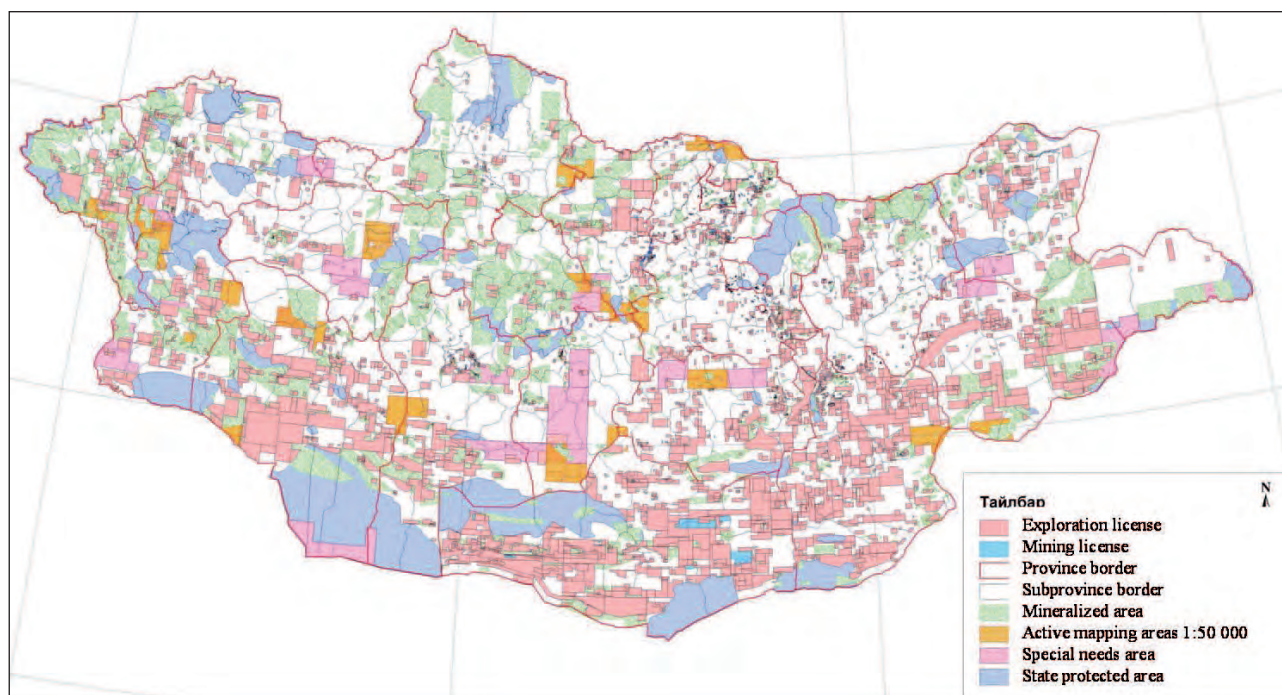 N
Тайлбар
Exploration license
Mining license
Province border
Subprovince border
Mineralized area
Active mapping areas 1:50 000
Special needs area
State protected area